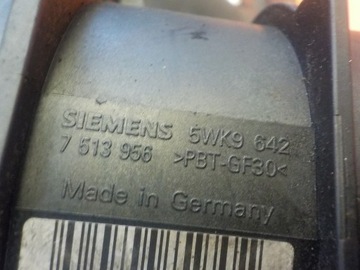 SIEMENS 5WK9 642
7 513 956 >PBT-GF30<
Made in Germany